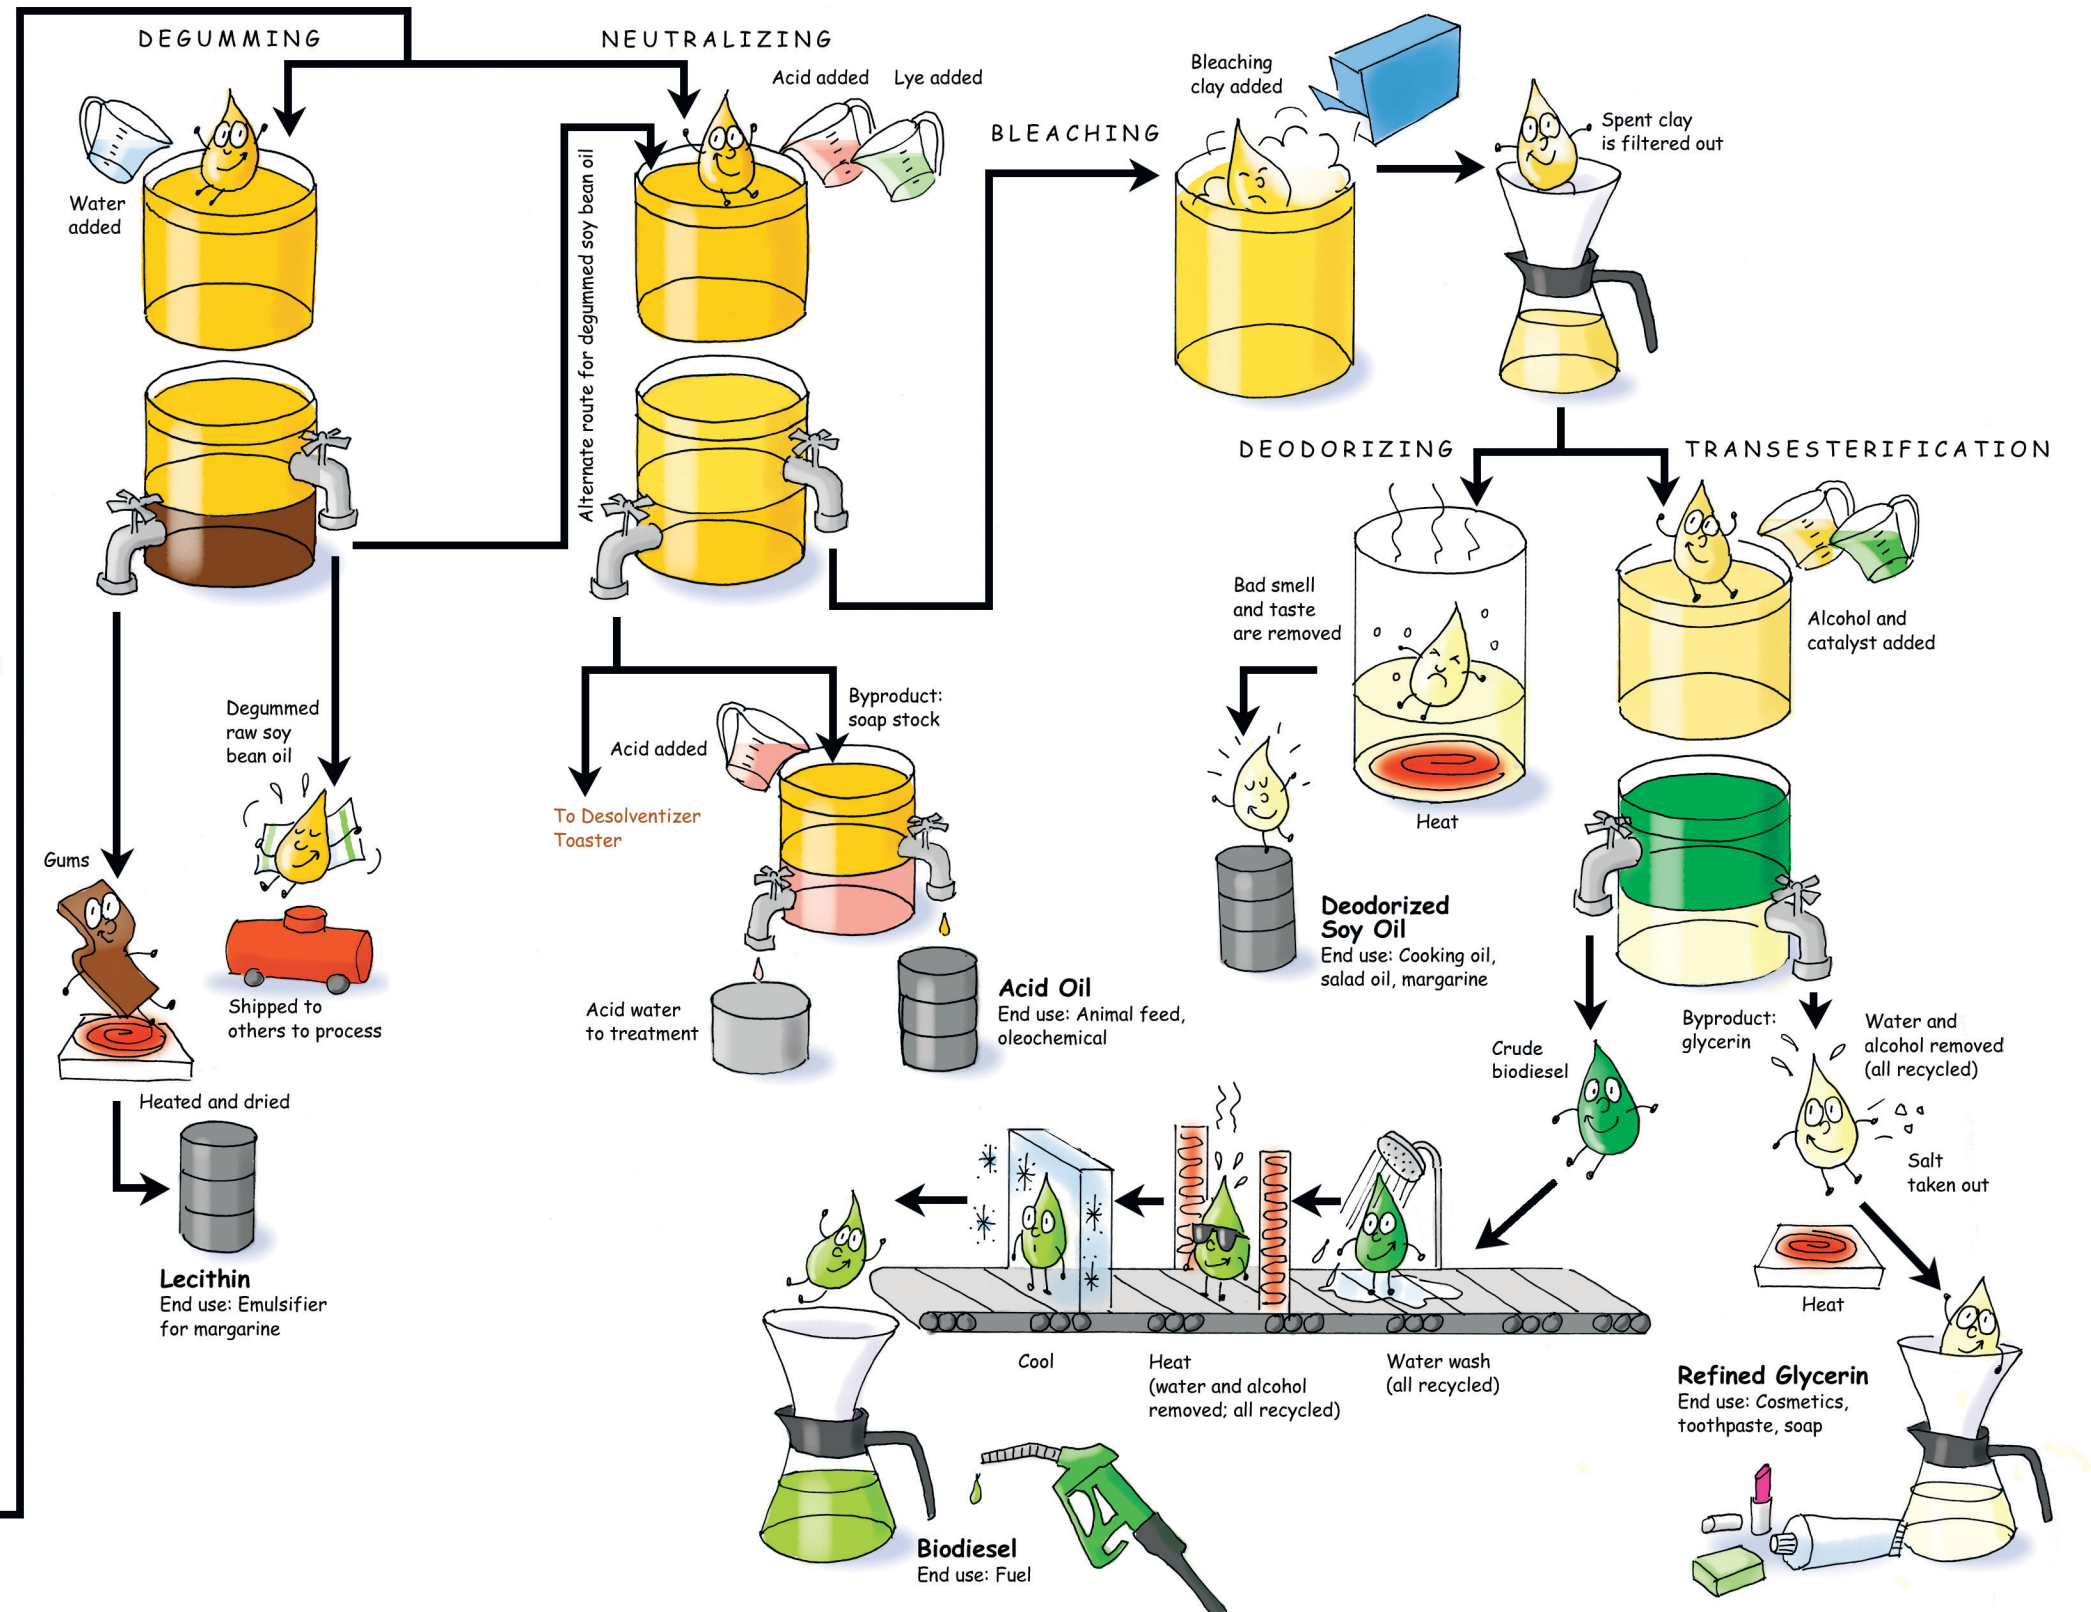 DEGUMMING
Water
added
NEUTRALIZING
Acid added
Lye added
Alternate route for degummed soy bean oil
BLEACHING
Bleaching
clay added
Spent clay
is filtered out
DEODORIZING
TRANSESTERIFICATION
Bad smell
and taste
are removed
Heat
Alcohol and
catalyst added
Degummed
raw soy
bean oil
Gums
Shipped to
others to process
Heated and dried
Lecithin
End use: Emulsifier
for margarine
Byproduct:
soap stock
Acid added
To Desolventizer
Toaster
Acid water
to treatment
Acid Oil
End use: Animal feed,
oleochemical
Deodorized
Soy Oil
End use: Cooking oil,
salad oil, margarine
Crude
biodiesel
Byproduct:
glycerin
Water and
alcohol removed
(all recycled)
Salt
taken out
Heat
Cool
Heat
(water and alcohol
removed; all recycled)
Water wash
(all recycled)
Refined Glycerin
End use: Cosmetics,
toothpaste, soap
Biodiesel
End use: Fuel